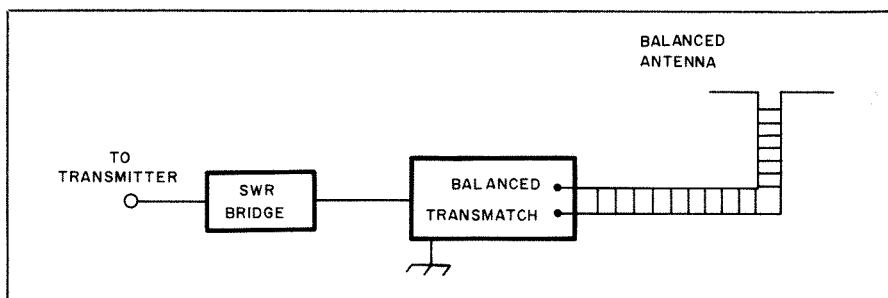 BALANCED
ANTENNA
TO
TRANSMITTER
SWR
BRIDGE
BALANCED
TRANSMATCH